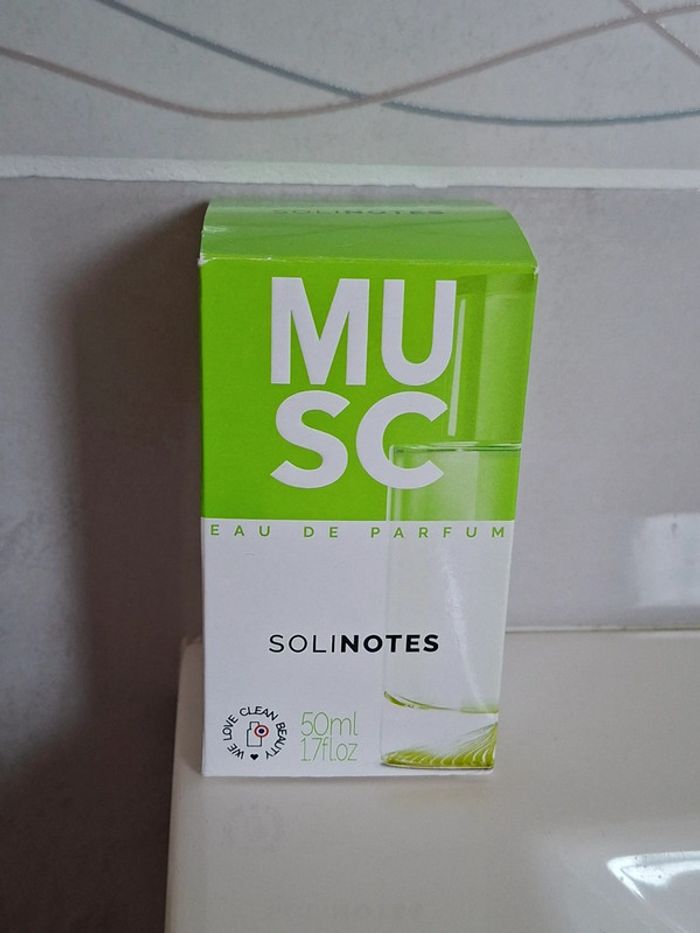 SOLINOTES
MU
SC
EAU DE PARFUM
SOLINOTES
WE LOVE CLEAN BEAUTY
50ml
1.7fl.oz